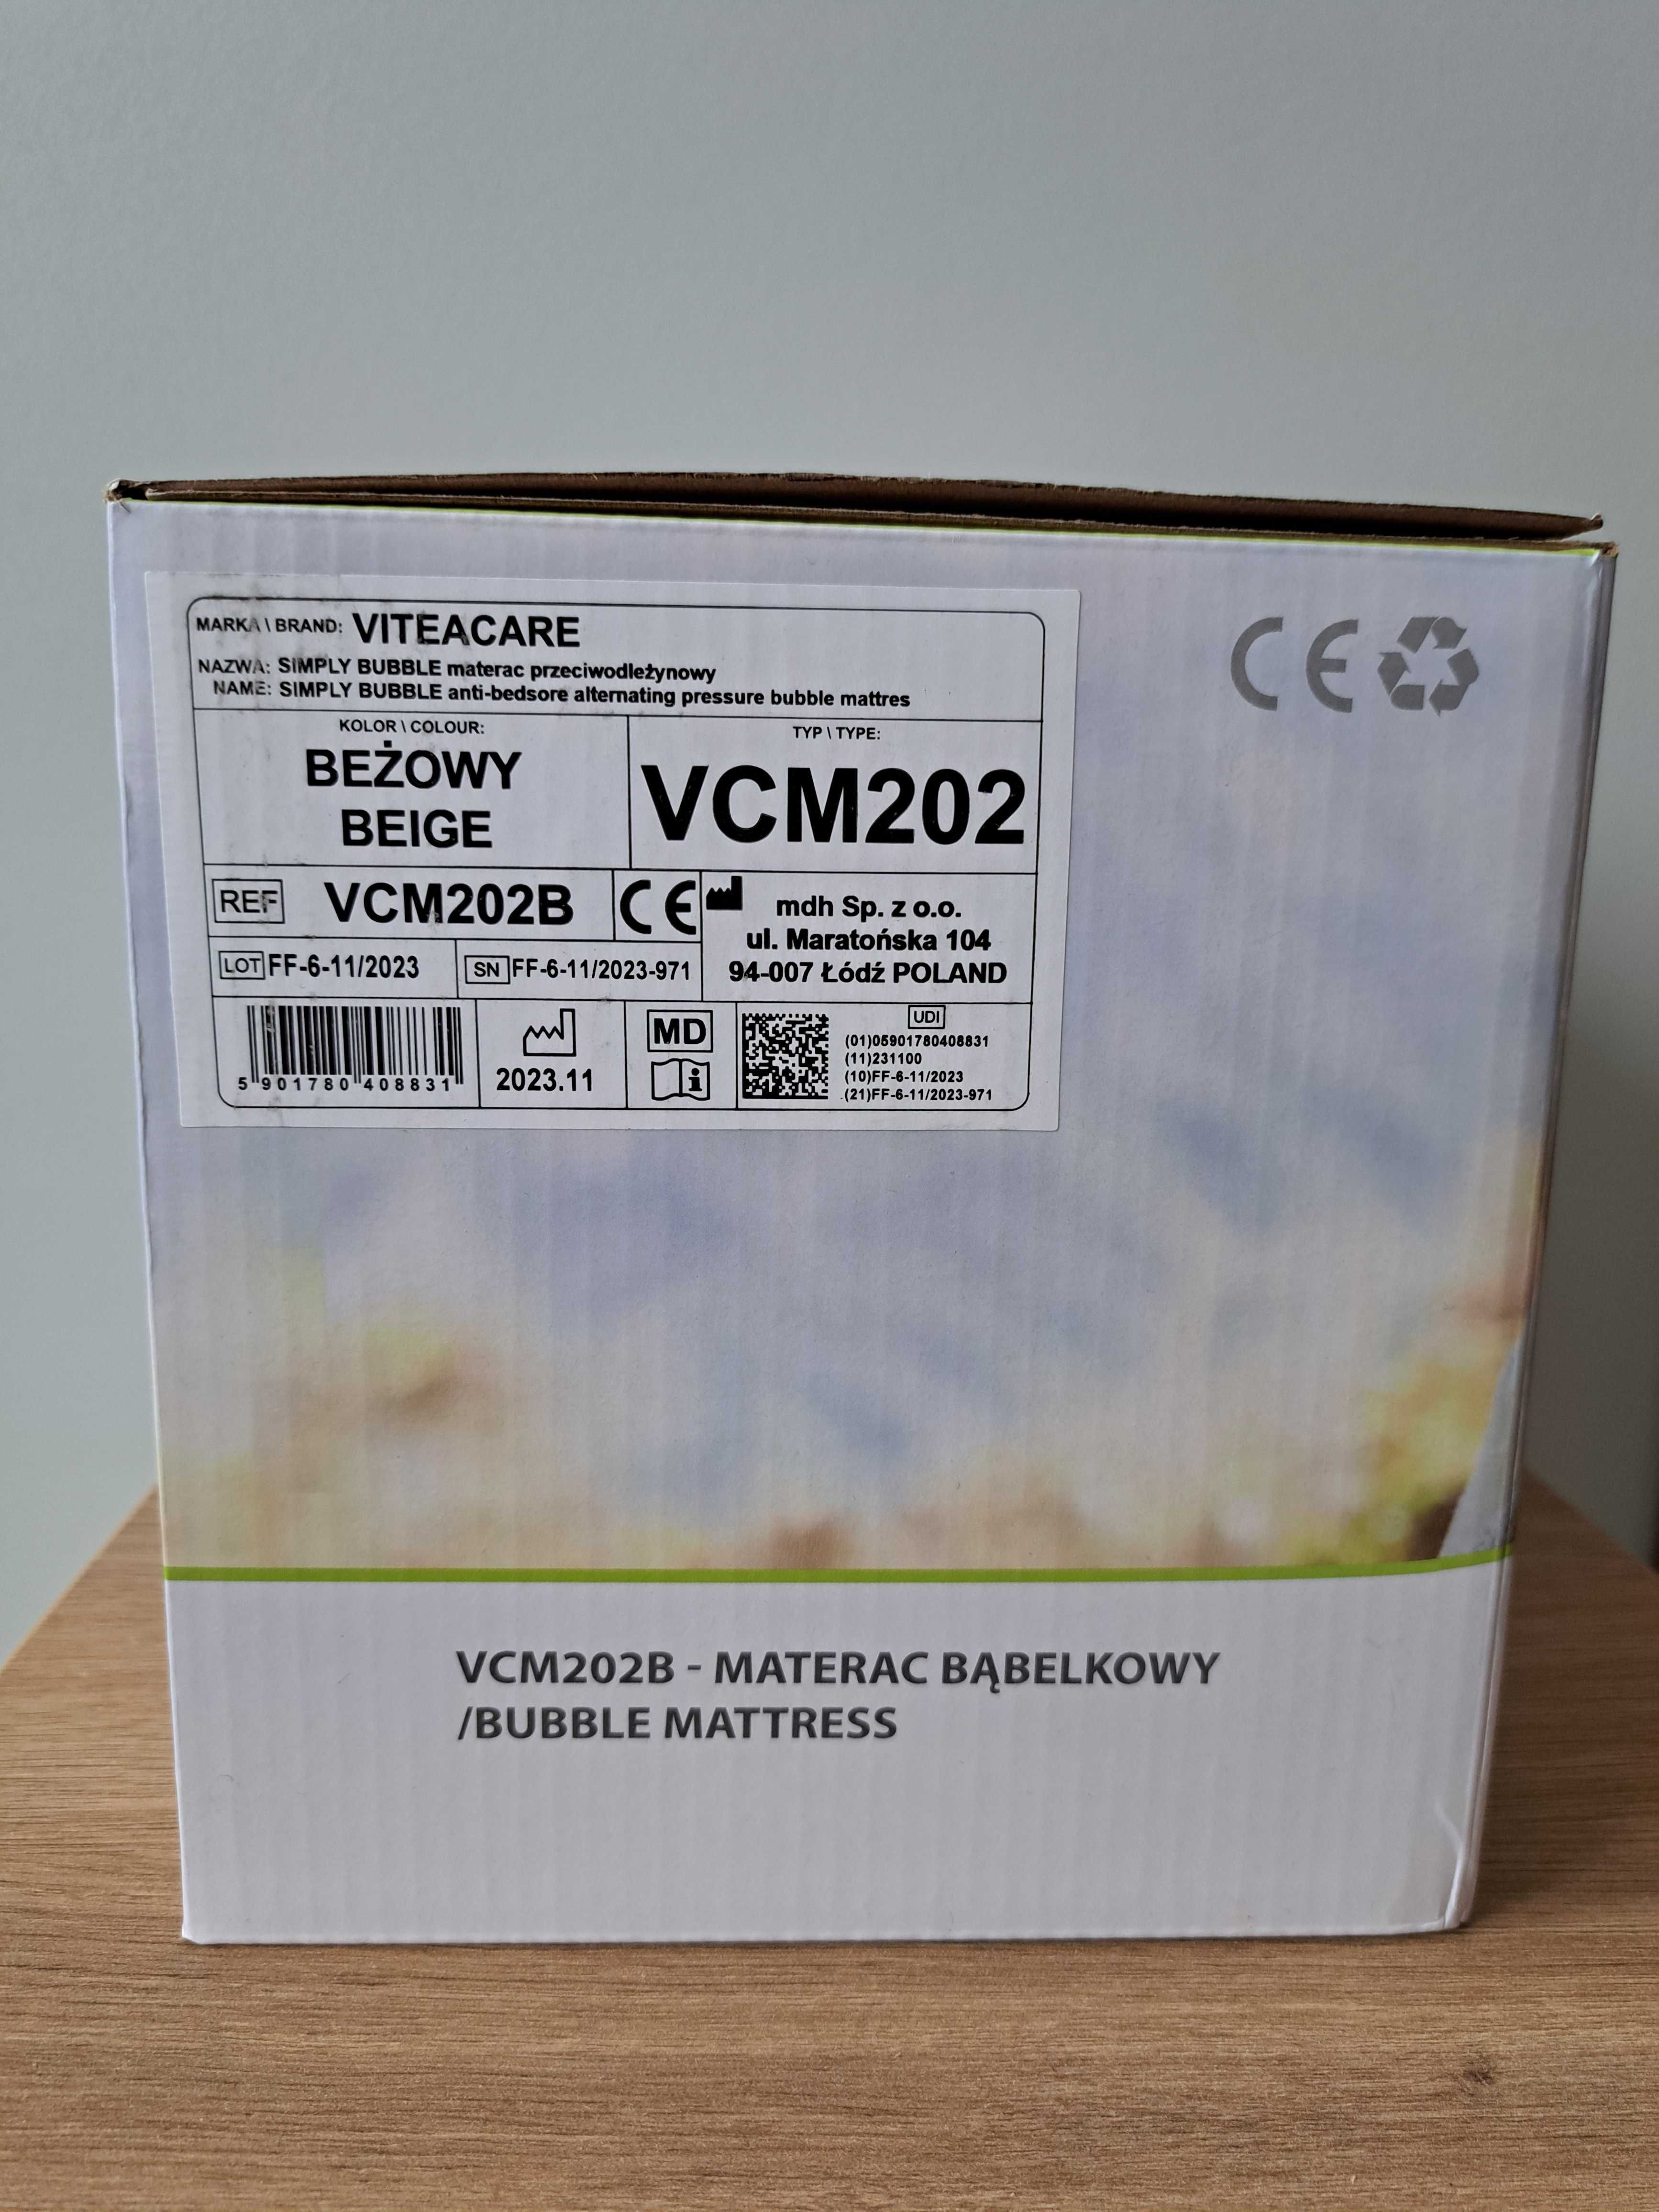 MARKA \ BRAND: VITEACARE
NAZWA: SIMPLY BUBBLE materac przeciwodleżynowy
NAME: SIMPLY BUBBLE anti-bedsore alternating pressure bubble mattres
KOLOR \ COLOUR:
BEŻOWY
BEIGE
TYP \ TYPE:
VCM202
REF VCM202B
CE
mdh Sp. z o.o.
ul. Maratońska 104
94-007 Łódź POLAND
LOT FF-6-11/2023
SN FF-6-11/2023-971
5 901780 408831
2023.11
MD
i
UDI
(01)05901780408831
(11)231100
(10)FF-6-11/2023
(21)FF-6-11/2023-971
CE
VCM202B - MATERAC BĄBELKOWY
/BUBBLE MATTRESS